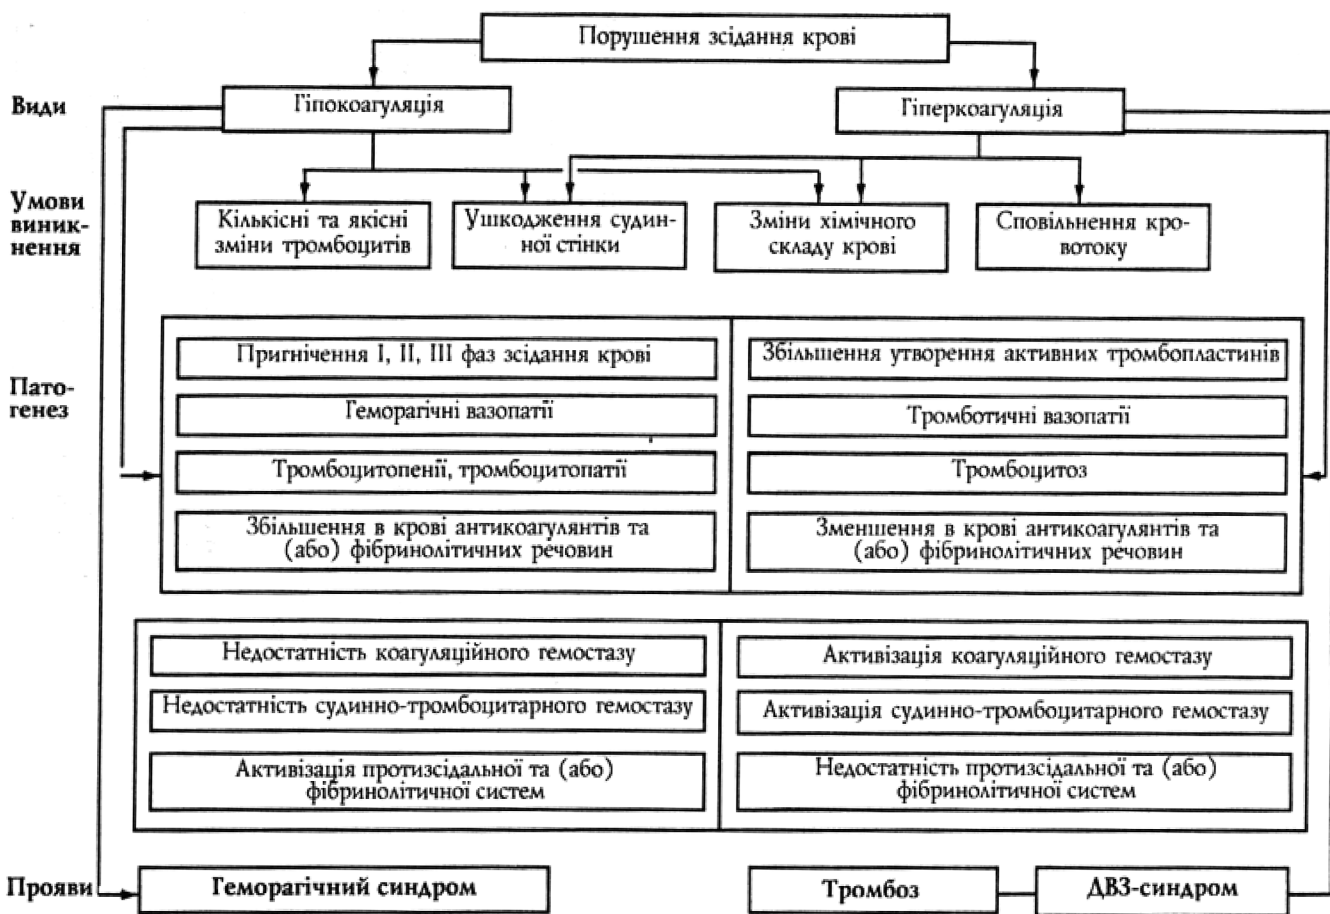 Порушення зсідання крові
Види
Гіпокоагуляція
Гіперкоагуляція
Умови
виник-
нення
Кількісні та якісні
зміни тромбоцитів
Ушкодження судин-
ної стінки
Зміни хімічного
складу крові
Сповільнення кро-
вотоку
Пато-
генез
Пригнічення I, II, III фаз зсідання крові
Геморагічні вазопатії
Тромбоцитопенії, тромбоцитопатії
Збільшення в крові антикоагулянтів та
(або) фібринолітичних речовин
Збільшення утворення активних тромбопластинів
Тромботичні вазопатії
Тромбоцитоз
Зменшення в крові антикоагулянтів та
(або) фібринолітичних речовин
Недостатність коагуляційного гемостазу
Недостатність судинно-тромбоцитарного гемостазу
Активізація протизсідальної та (або)
фібринолітичної систем
Активізація коагуляційного гемостазу
Активізація судинно-тромбоцитарного гемостазу
Недостатність протизсідальної та (або)
фібринолітичної систем
Прояви
Геморагічний синдром
Тромбоз
ДВЗ-синдром